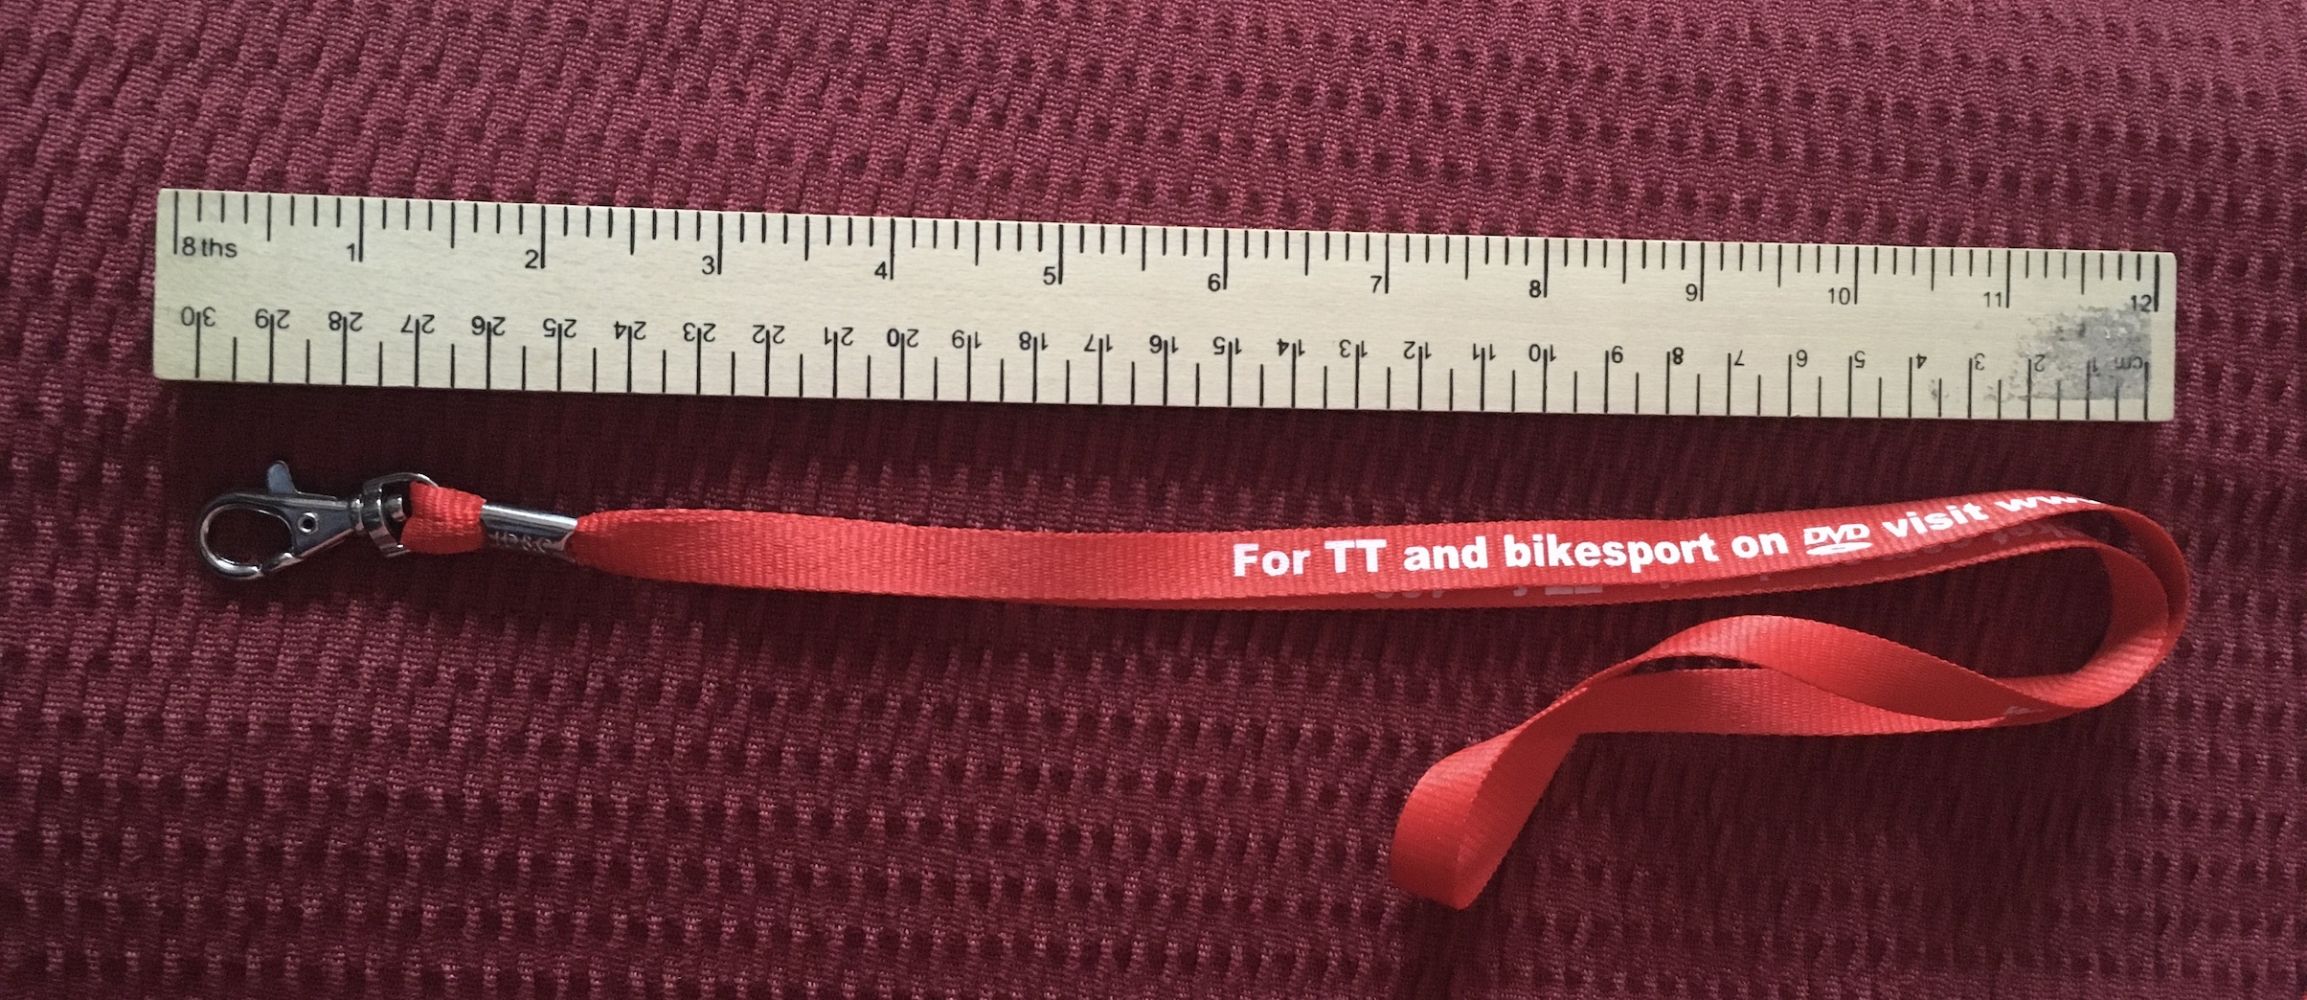 8 ths 1 2 3 4 5 6 7 8 9 10 11 12
cm 1 2 3 4 5 6 7 8 9 10 11 12 13 14 15 16 17 18 19 20 21 22 23 24 25 26 27 28 29 30
For TT and bikesport on DVD visit www